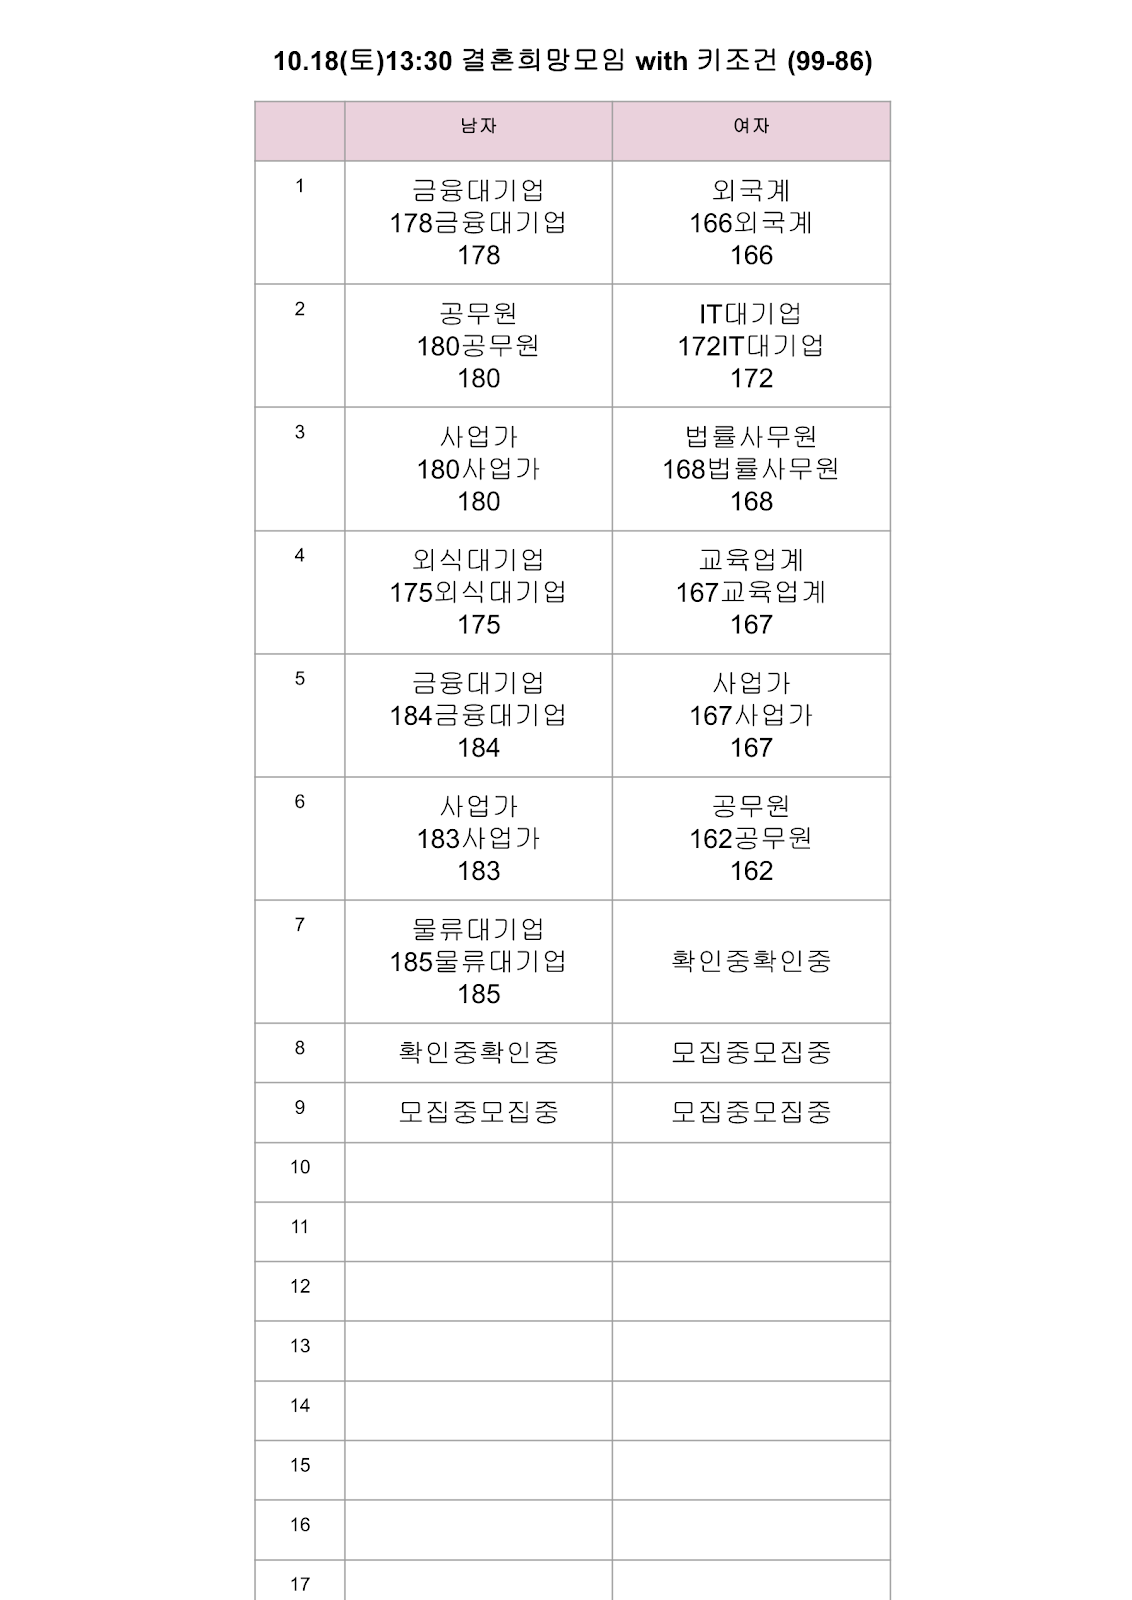 10.18(토)13:30 결혼희망모임 with 키조건 (99-86)
남자 여자
1
금융대기업
178금융대기업
178
외국계
166외국계
166
2
공무원
180공무원
180
IT대기업
172IT대기업
172
3
사업가
180사업가
180
법률사무원
168법률사무원
168
4
외식대기업
175외식대기업
175
교육업계
167교육업계
167
5
금융대기업
184금융대기업
184
사업가
167사업가
167
6
사업가
183사업가
183
공무원
162공무원
162
7
물류대기업
185물류대기업
185
확인중확인중
8 확인중확인중 모집중모집중
9 모집중모집중 모집중모집중
10
11
12
13
14
15
16
17